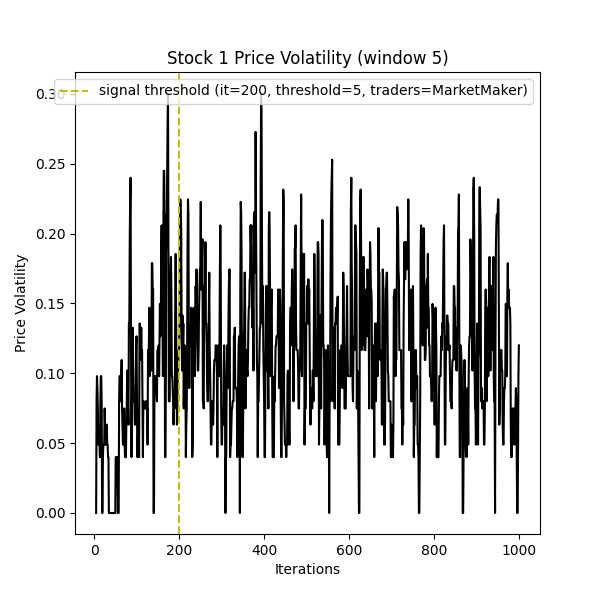 Stock 1 Price Volatility (window 5)
signal threshold (it=200, threshold=5, traders=MarketMaker)
Price Volatility
0.30
0.25
0.20
0.15
0.10
0.05
0.00
0 200 400 600 800 1000
Iterations